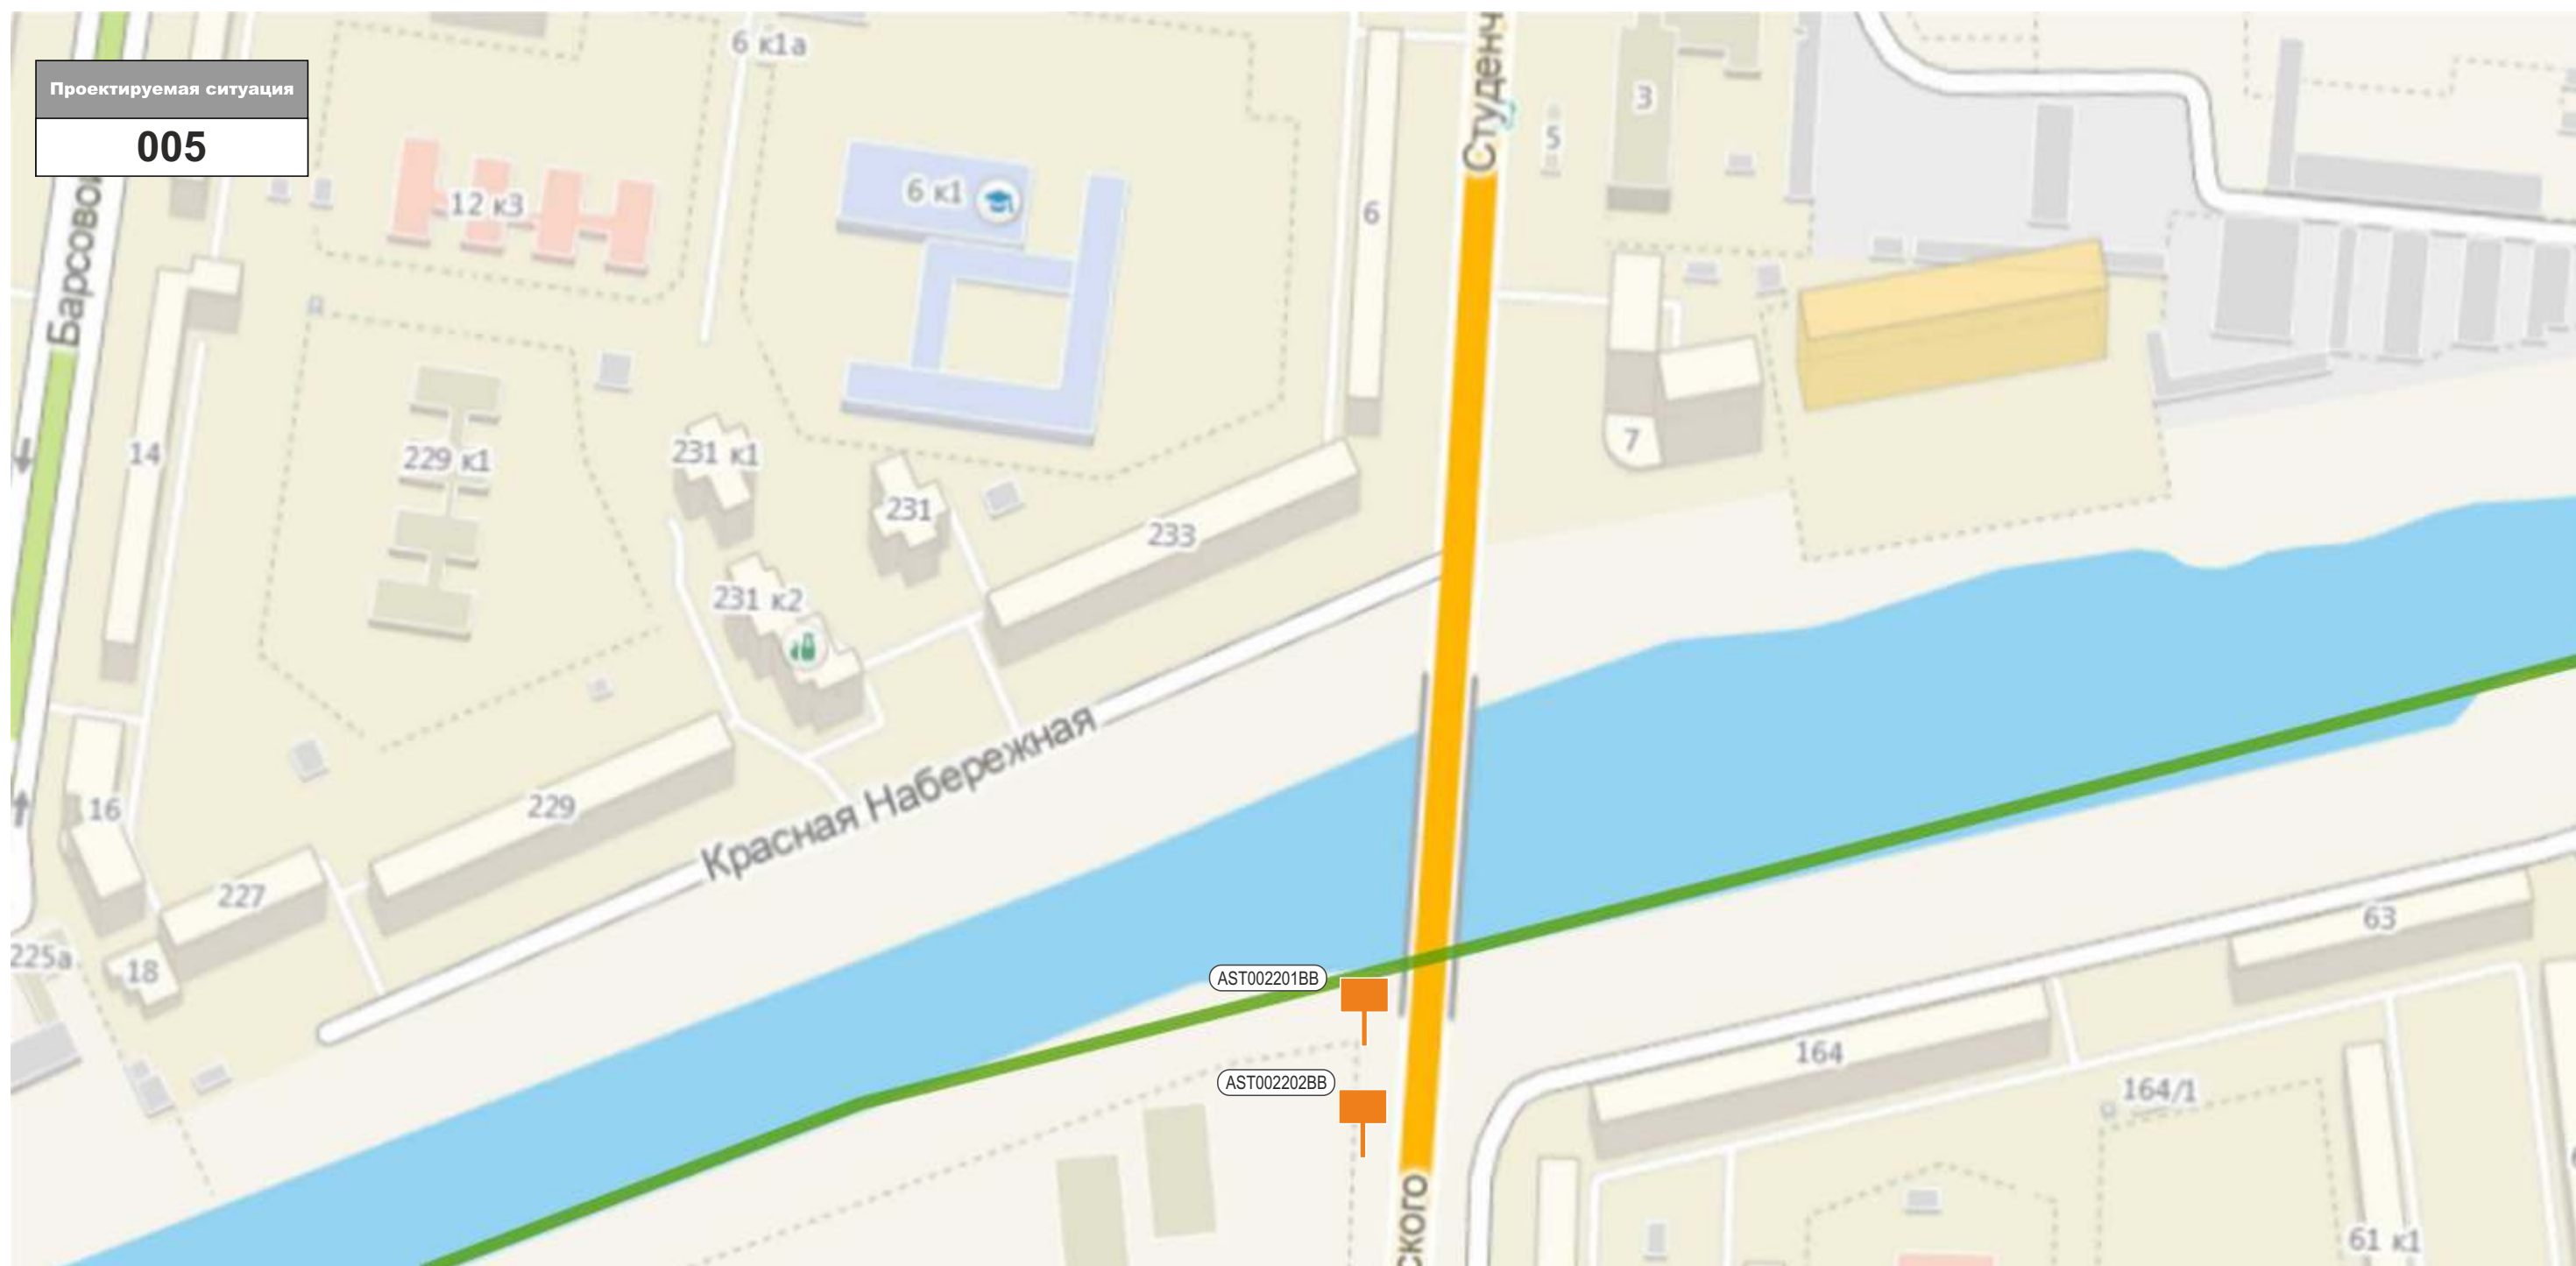 Проектируемая ситуация
005
6 к1а
Студенч
3
5
12 к3
6 к1
6
Барсовой
14
229 к1
231 к1
231
7
233
231 к2
16
229
Красная Набережная
227
225а
18
AST002201BB
63
164
AST002202BB
164/1
ского
61 к1